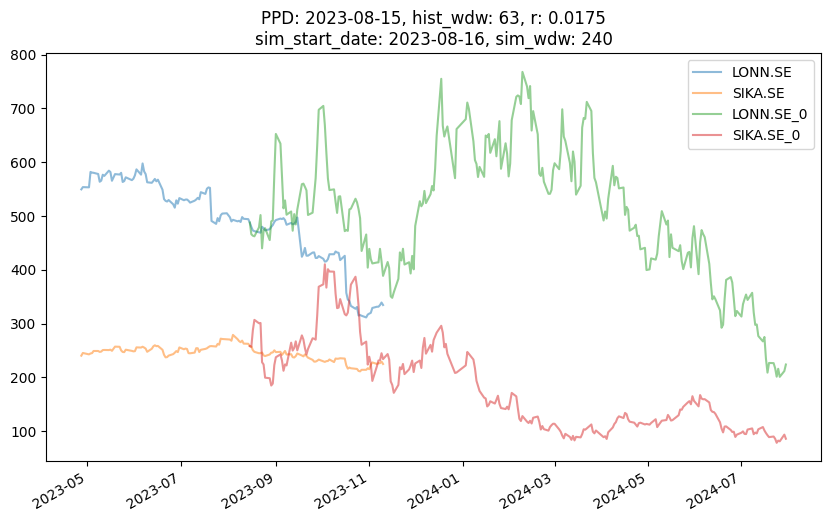 PPD: 2023-08-15, hist_wdw: 63, r: 0.0175
sim_start_date: 2023-08-16, sim_wdw: 240
LONN.SE
SIKA.SE
LONN.SE_0
SIKA.SE_0
800
700
600
500
400
300
200
100
2023-05
2023-07
2023-09
2023-11
2024-01
2024-03
2024-05
2024-07